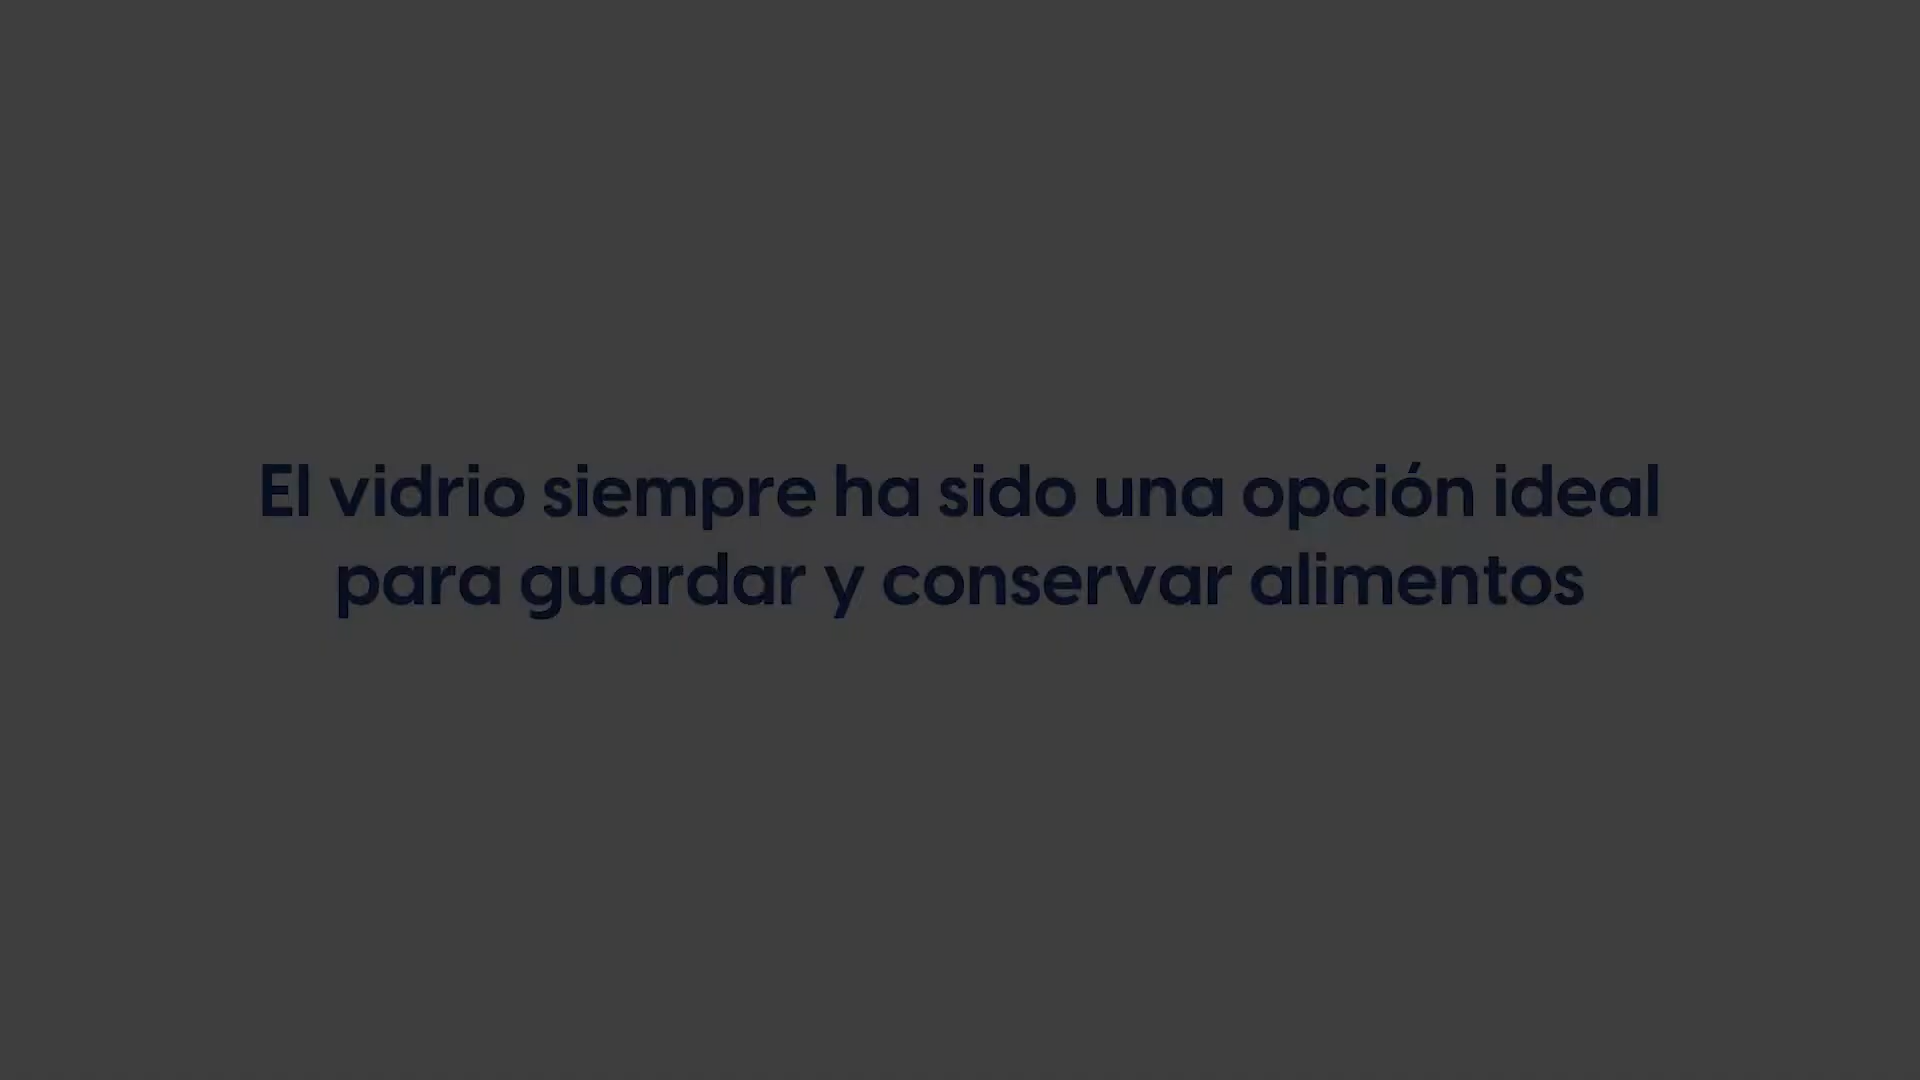 El vidrio siempre ha sido una opción ideal
para guardar y conservar alimentos